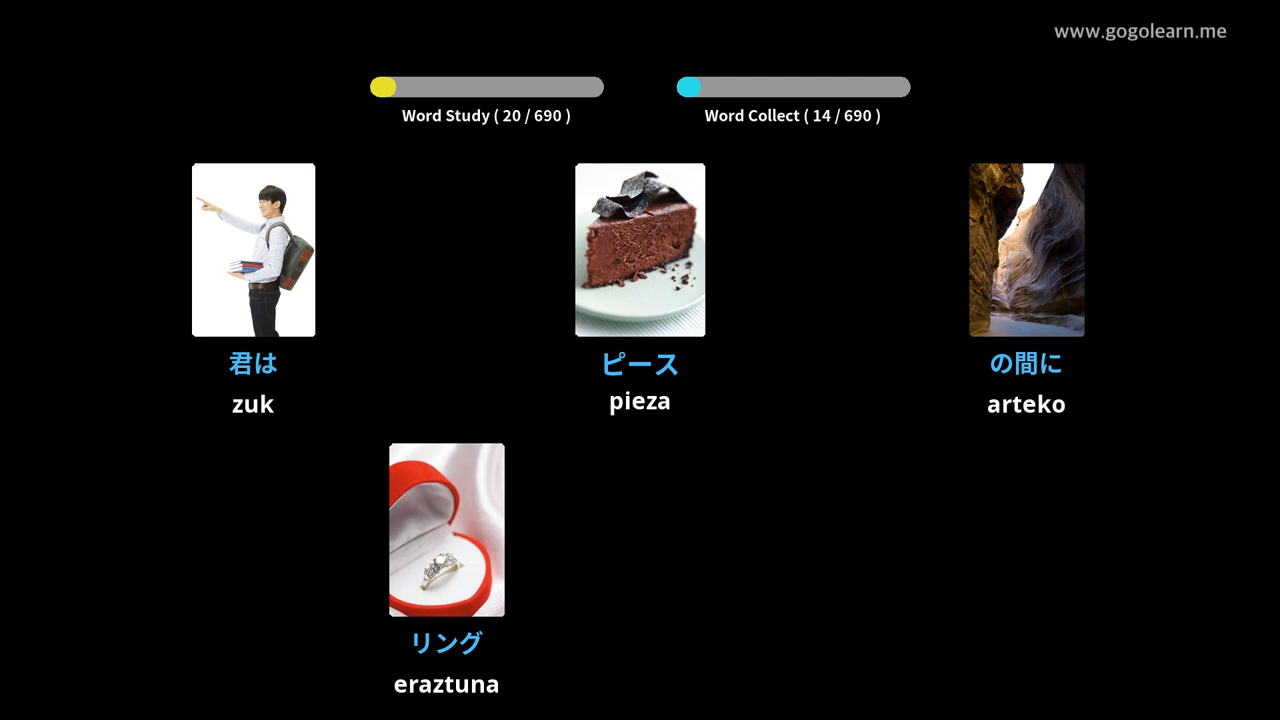 www.gogolearn.me
Word Study ( 20 / 690 )
Word Collect ( 14 / 690 )
君は
zuk
ピース
pieza
の間に
arteko
リング
eraztuna